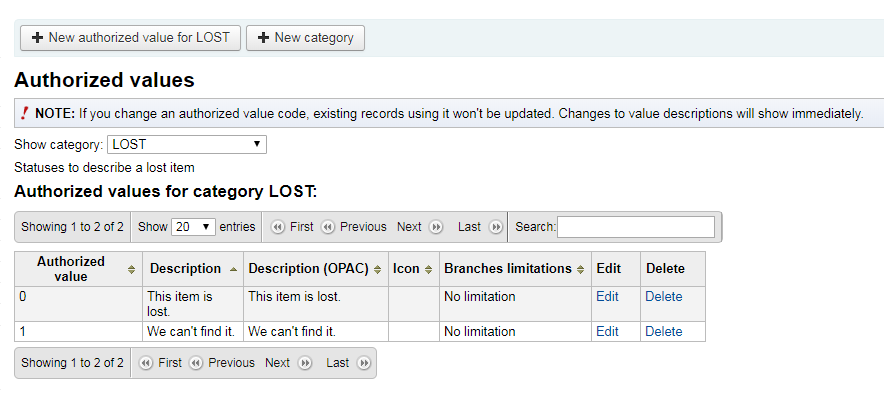 New authorized value for LOST New category
Authorized values
! NOTE: If you change an authorized value code, existing records using it won't be updated. Changes to value descriptions will show immediately.
Show category: LOST
Statuses to describe a lost item
Authorized values for category LOST:
Showing 1 to 2 of 2 Show 20 entries First Previous Next Last Search:
Authorized value Description Description (OPAC) Icon Branches limitations Edit Delete
0 This item is lost. This item is lost. No limitation Edit Delete
1 We can't find it. We can't find it. No limitation Edit Delete
Showing 1 to 2 of 2 First Previous Next Last